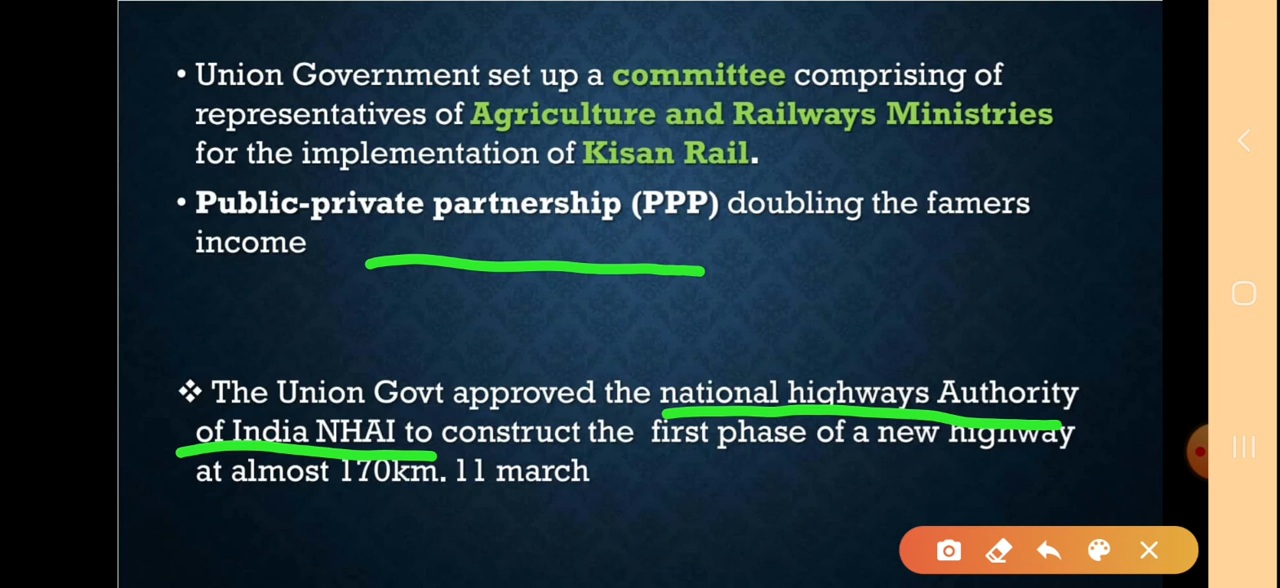 • Union Government set up a committee comprising of
representatives of Agriculture and Railways Ministries
for the implementation of Kisan Rail.
• Public-private partnership (PPP) doubling the famers
income
❖ The Union Govt approved the national highways Authority
of India NHAI to construct the first phase of a new highway
at almost 170km. 11 march